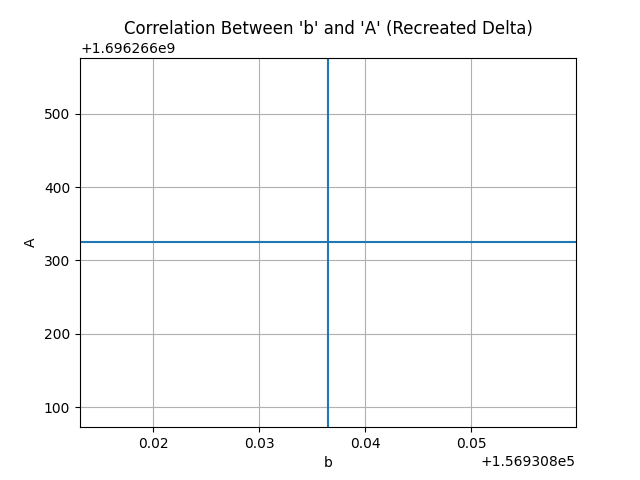 Correlation Between 'b' and 'A' (Recreated Delta)
+1.696266e9
500
400
300
200
100
A
0.02 0.03 0.04 0.05
b
+1.569308e5